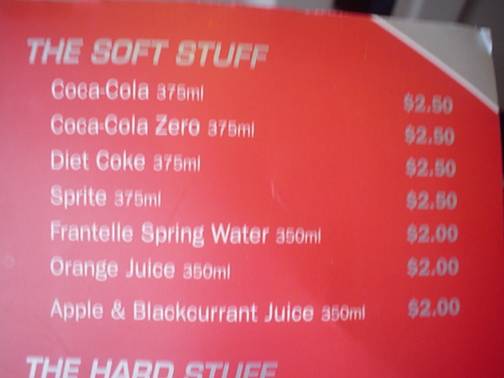 THE SOFT STUFF
Coca-Cola 375ml $2.50
Coca-Cola Zero 375ml $2.50
Diet Coke 375ml $2.50
Sprite 375ml $2.50
Frantelle Spring Water 350ml $2.00
Orange Juice 350ml $2.00
Apple & Blackcurrant Juice 350ml $2.00
THE HARD STUFF